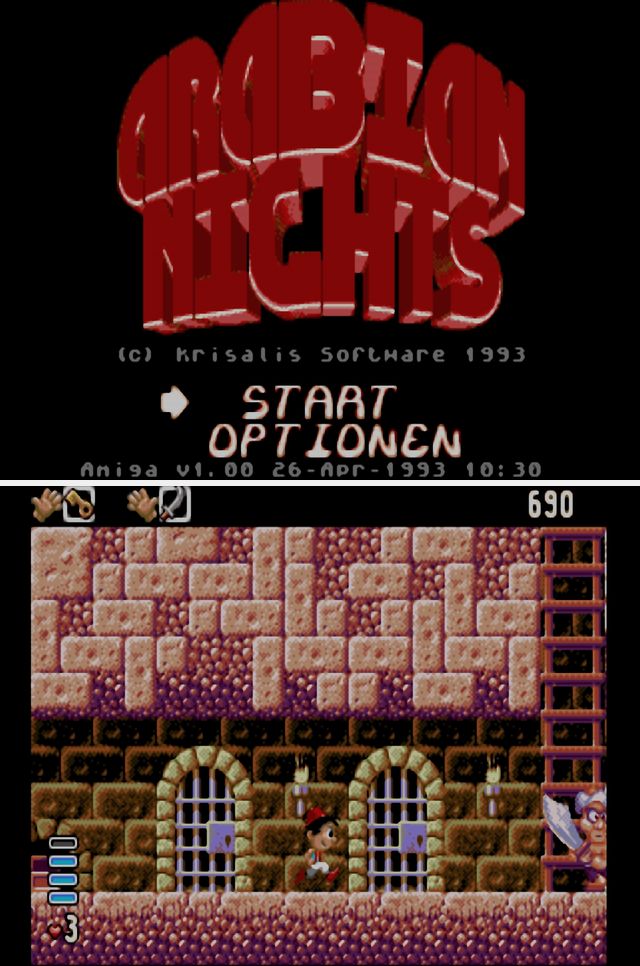 ARABIAN
NIGHTS
(c) Krisalis Software 1993
START
OPTIONEN
Amiga v1.00 26-Apr-1993 10:30
690
3